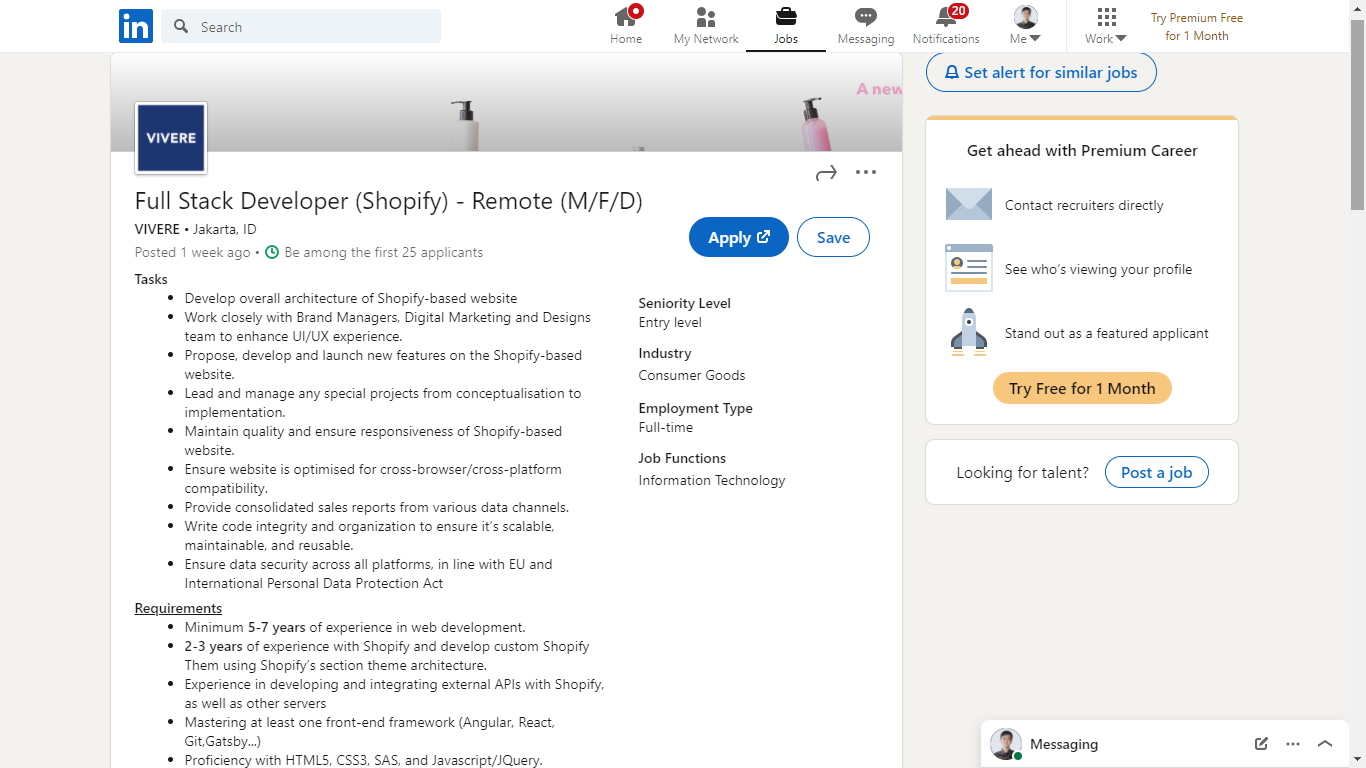 in
Search
Home
My Network
Jobs
Messaging
20
Notifications
Me
Work
Try Premium Free
for 1 Month
A new
VIVERE
Full Stack Developer (Shopify) - Remote (M/F/D)
VIVERE • Jakarta, ID
Posted 1 week ago • Be among the first 25 applicants
Apply
Save
Tasks
• Develop overall architecture of Shopify-based website
• Work closely with Brand Managers, Digital Marketing and Designs
team to enhance UI/UX experience.
• Propose, develop and launch new features on the Shopify-based
website.
• Lead and manage any special projects from conceptualisation to
implementation.
• Maintain quality and ensure responsiveness of Shopify-based
website.
• Ensure website is optimised for cross-browser/cross-platform
compatibility.
• Provide consolidated sales reports from various data channels.
• Write code integrity and organization to ensure it’s scalable,
maintainable, and reusable.
• Ensure data security across all platforms, in line with EU and
International Personal Data Protection Act
Requirements
• Minimum 5-7 years of experience in web development.
• 2-3 years of experience with Shopify and develop custom Shopify
Them using Shopify’s section theme architecture.
• Experience in developing and integrating external APIs with Shopify,
as well as other servers
• Mastering at least one front-end framework (Angular, React,
Git,Gatsby...)
• Proficiency with HTML5, CSS3, SAS, and Javascript/JQuery.
Seniority Level
Entry level
Industry
Consumer Goods
Employment Type
Full-time
Job Functions
Information Technology
Set alert for similar jobs
Get ahead with Premium Career
Contact recruiters directly
See who’s viewing your profile
Stand out as a featured applicant
Try Free for 1 Month
Looking for talent?
Post a job
Messaging